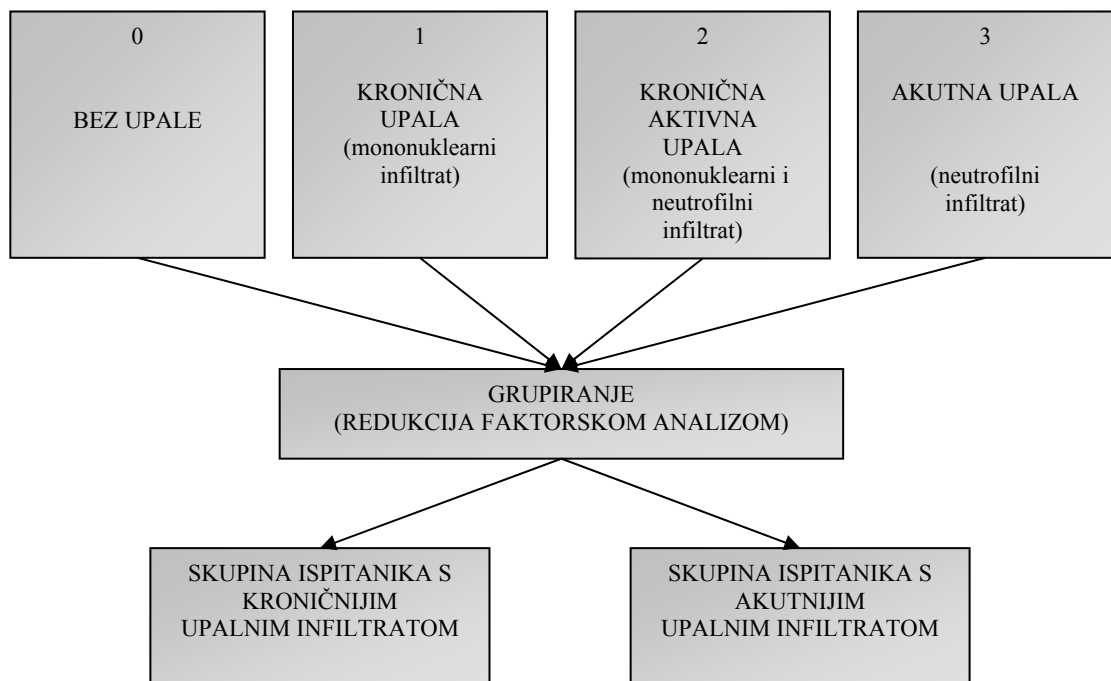 0
BEZ UPALE
1
KRONIČNA
UPALA
(mononuklearni
infiltrat)
2
KRONIČNA
AKTIVNA
UPALA
(mononuklearni i
neutrofilni
infiltrat)
3
AKUTNA UPALA
(neutrofilni
infiltrat)
GRUPIRANJE
(REDUKCIJA FAKTORSKOM ANALIZOM)
SKUPINA ISPITANIKA S
KRONIČNIJIM
UPALNIM INFILTRATOM
SKUPINA ISPITANIKA S
AKUTNIJIM
UPALNIM INFILTRATOM